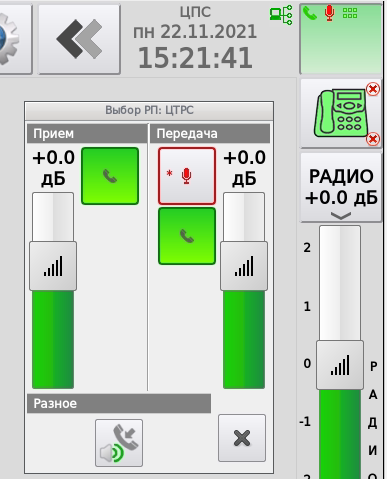 ЦПС
пн 22.11.2021
15:21:41
Выбор РП: ЦТРС
Прием
Передача
+0.0
дБ
*
+0.0
дБ
Разное
РАДИО
+0.0 дБ
2
1
0
-1
РАДИО